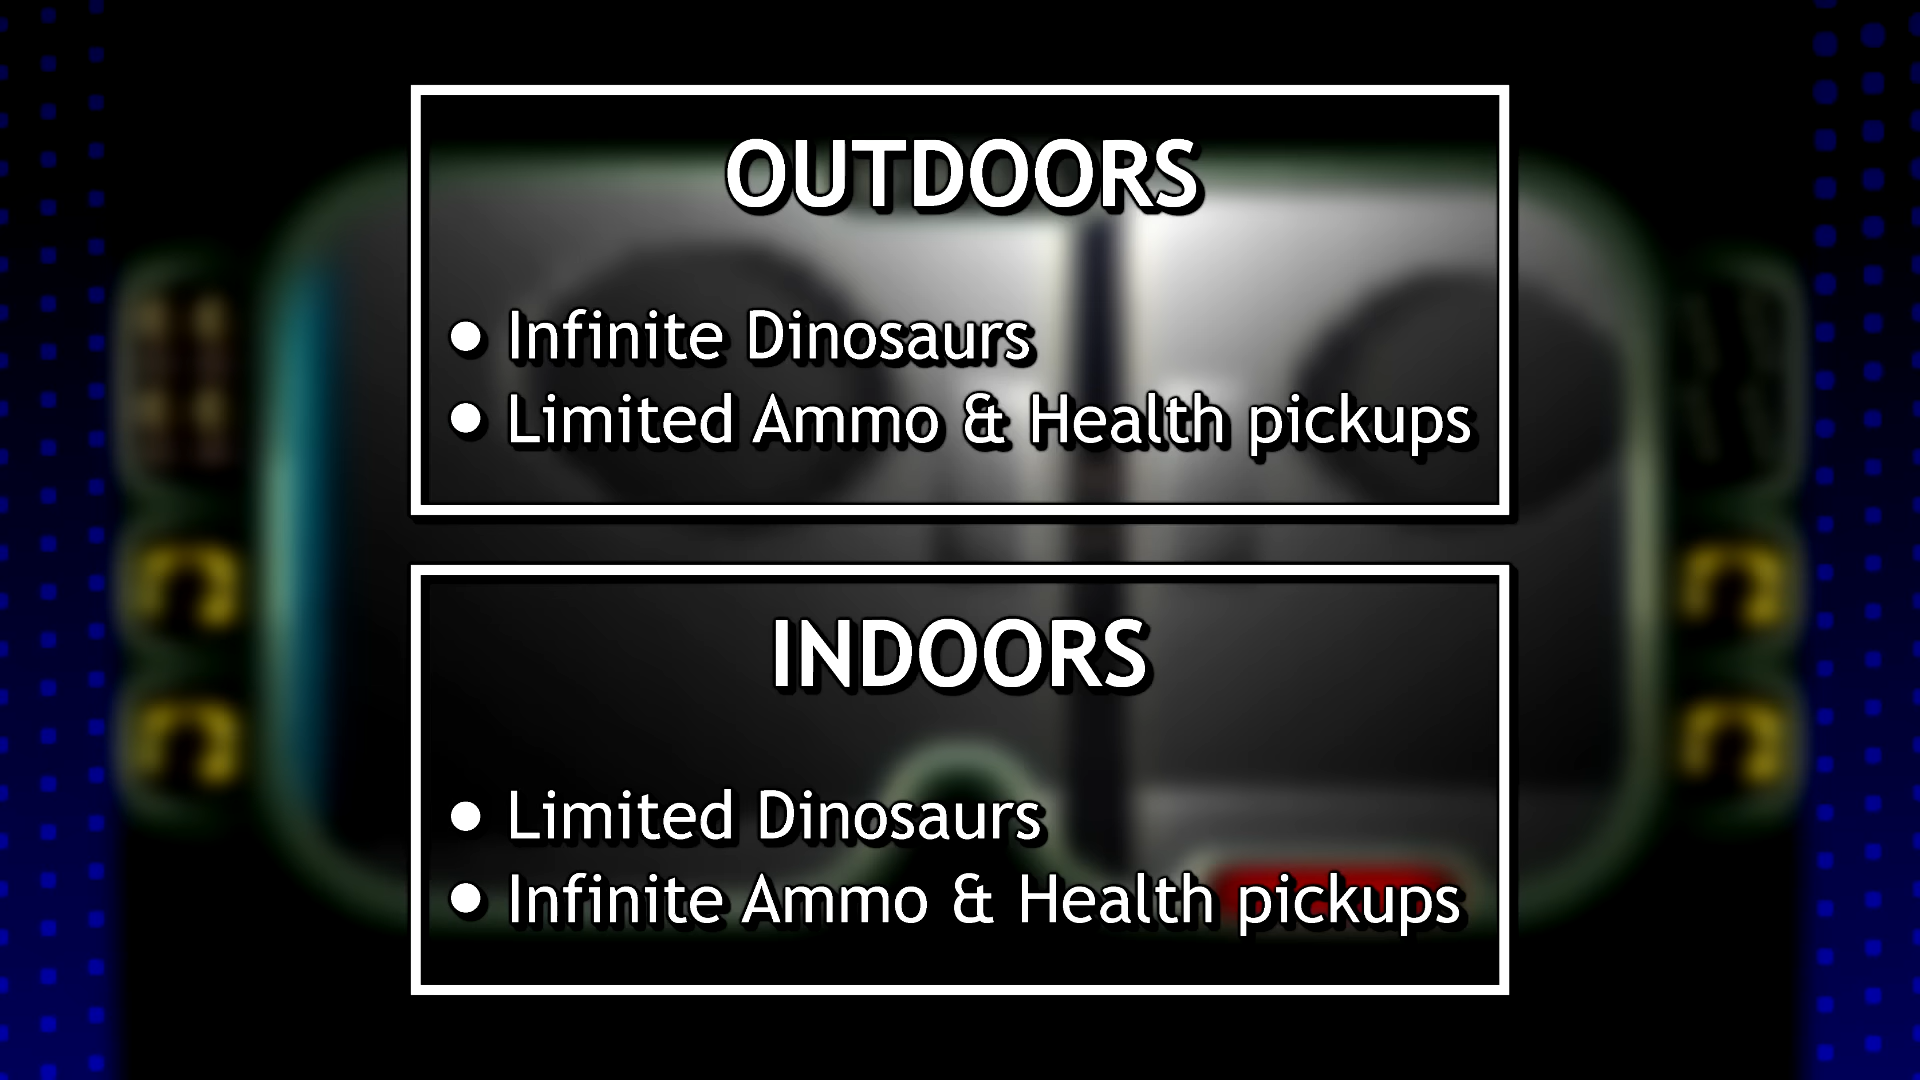 OUTDOORS
● Infinite Dinosaurs
● Limited Ammo & Health pickups
INDOORS
● Limited Dinosaurs
● Infinite Ammo & Health pickups